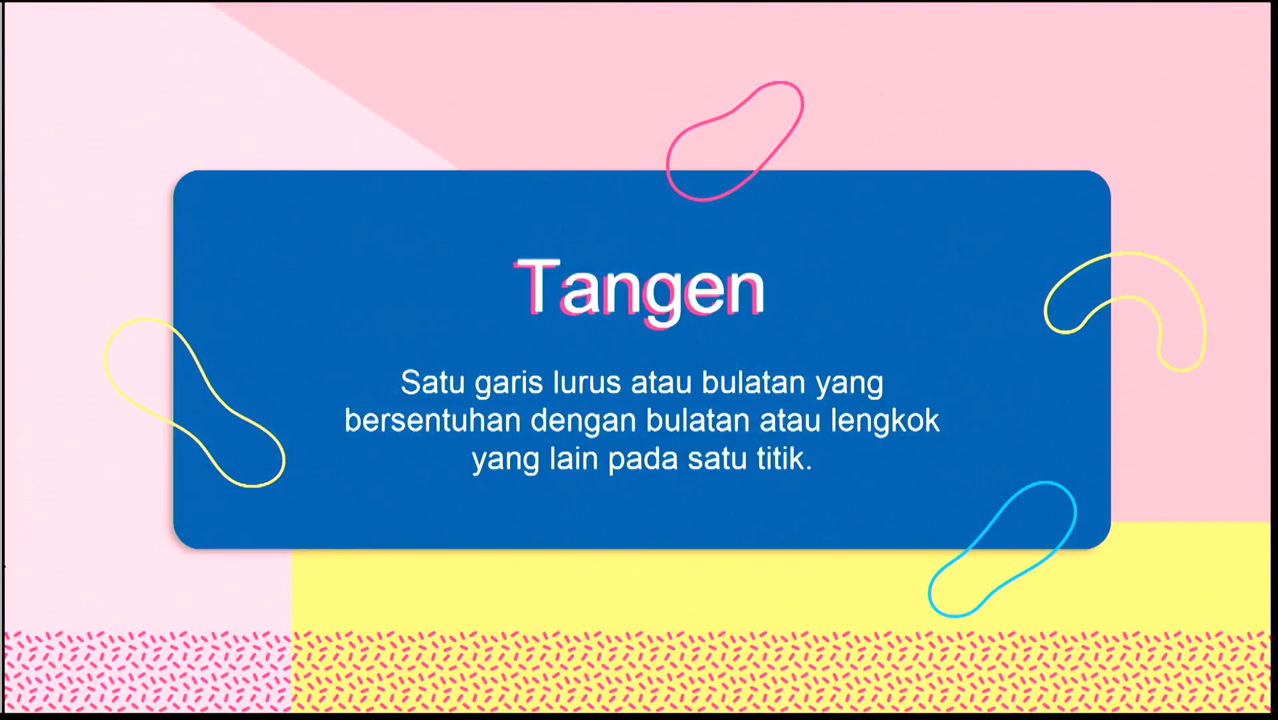 Tangen
Satu garis lurus atau bulatan yang
bersentuhan dengan bulatan atau lengkok
yang lain pada satu titik.